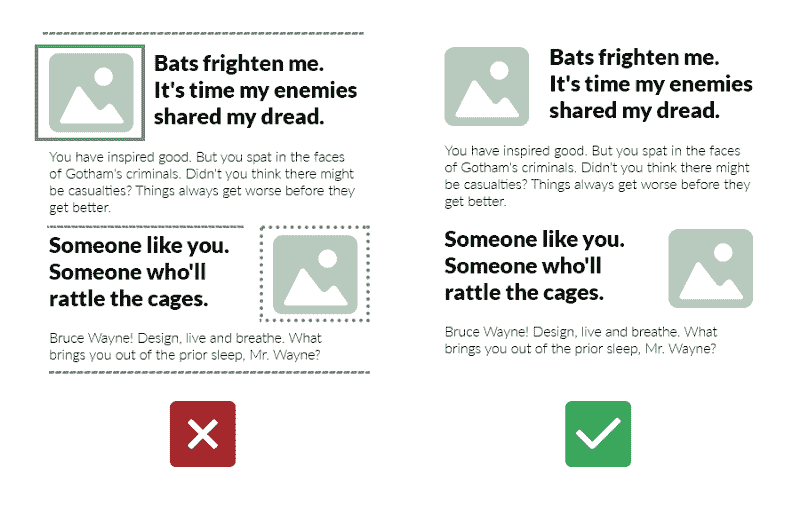 Bats frighten me.
It's time my enemies
shared my dread.
You have inspired good. But you spat in the faces
of Gotham's criminals. Didn't you think there might
be casualties? Things always get worse before they
get better.
Someone like you.
Someone who'll
rattle the cages.
Bruce Wayne! Design, live and breathe. What
brings you out of the prior sleep, Mr. Wayne?
Bats frighten me.
It's time my enemies
shared my dread.
You have inspired good. But you spat in the faces
of Gotham's criminals. Didn't you think there might
be casualties? Things always get worse before they
get better.
Someone like you.
Someone who'll
rattle the cages.
Bruce Wayne! Design, live and breathe. What
brings you out of the prior sleep, Mr. Wayne?